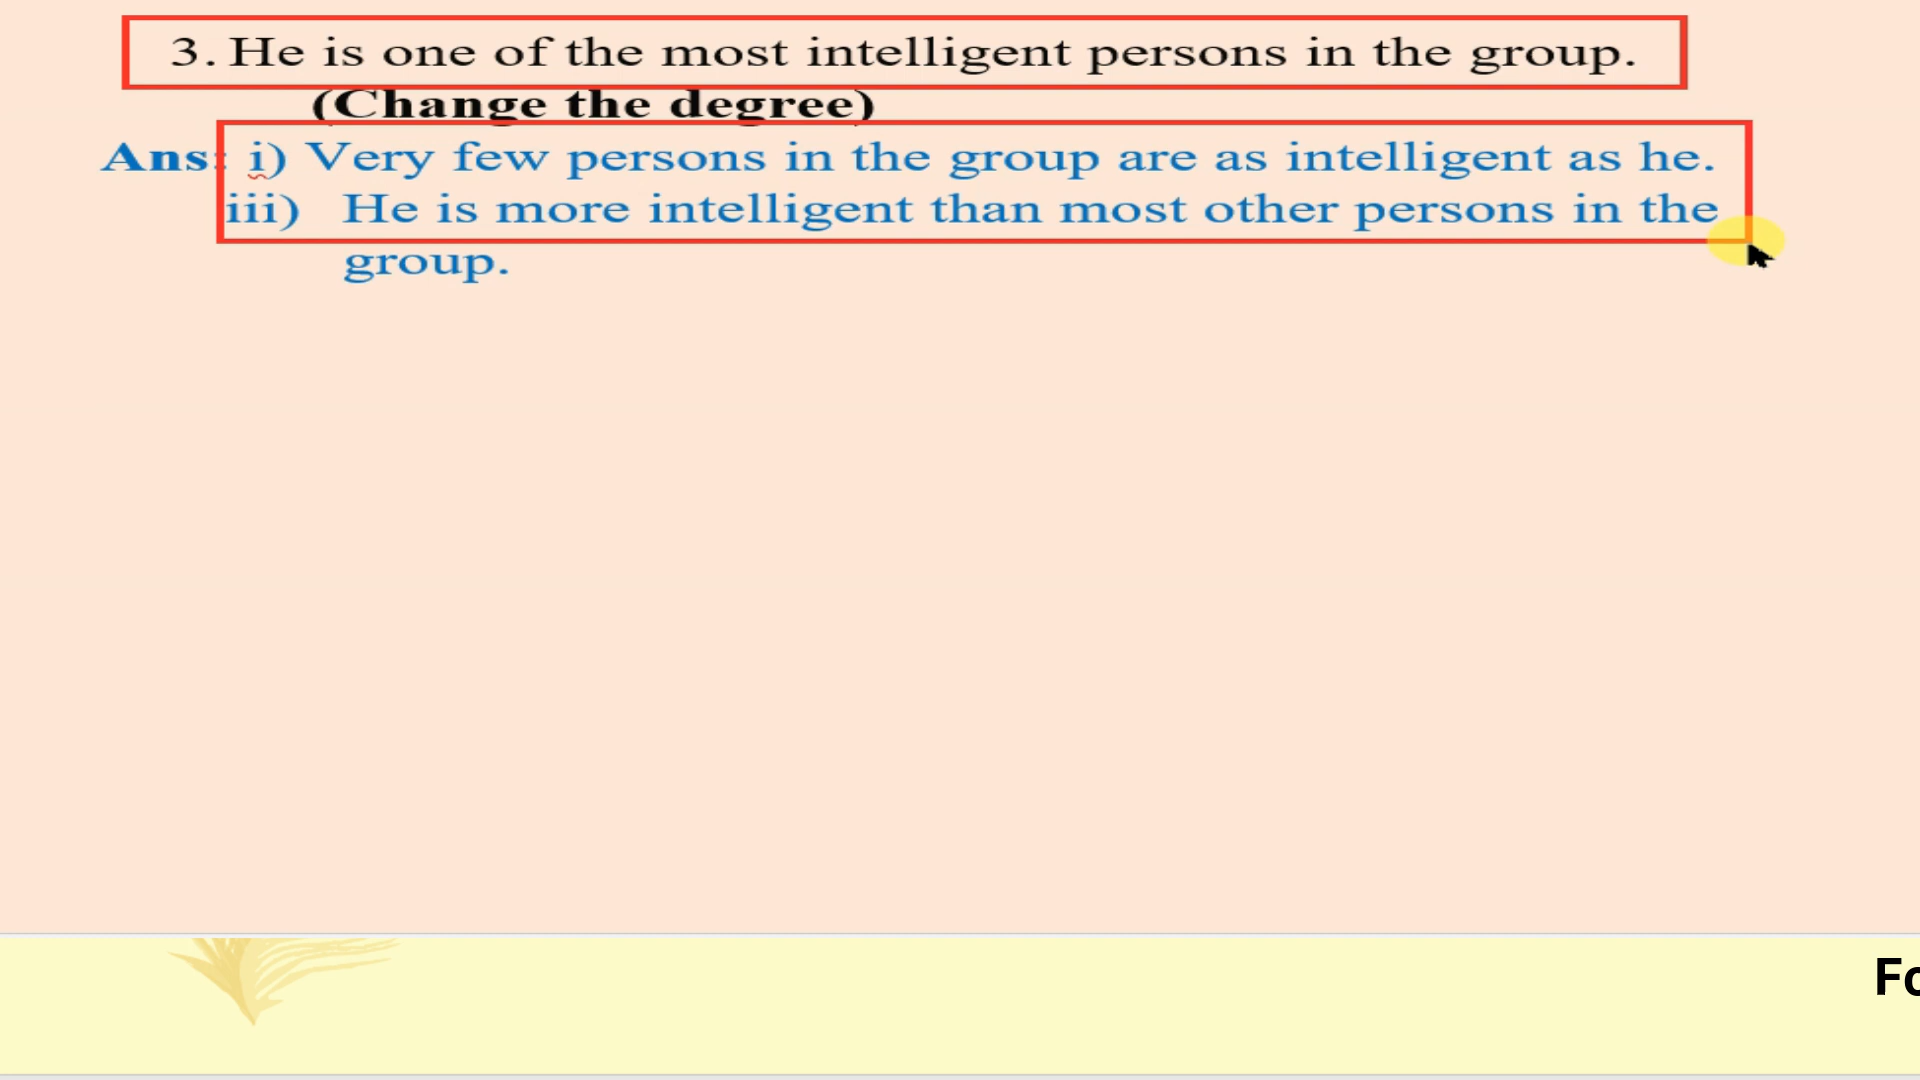 3. He is one of the most intelligent persons in the group.
(Change the degree)
Ans: i) Very few persons in the group are as intelligent as he.
iii) He is more intelligent than most other persons in the
group.
Fo